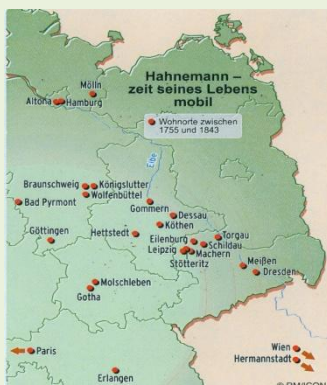 Hahnemann –
zeit seines Lebens
mobil
Wohnorte zwischen
1755 und 1843
Mölln
Altona
Hamburg
Elbe
Braunschweig
Königslutter
Wolfenbüttel
Bad Pyrmont
Gommern
Dessau
Göttingen
Hettstedt
Köthen
Eilenburg
Torgau
Leipzig
Schildau
Machern
Stötteritz
Meißen
Dresden
Molschleben
Gotha
Paris
Wien
Hermannstadt
Erlangen